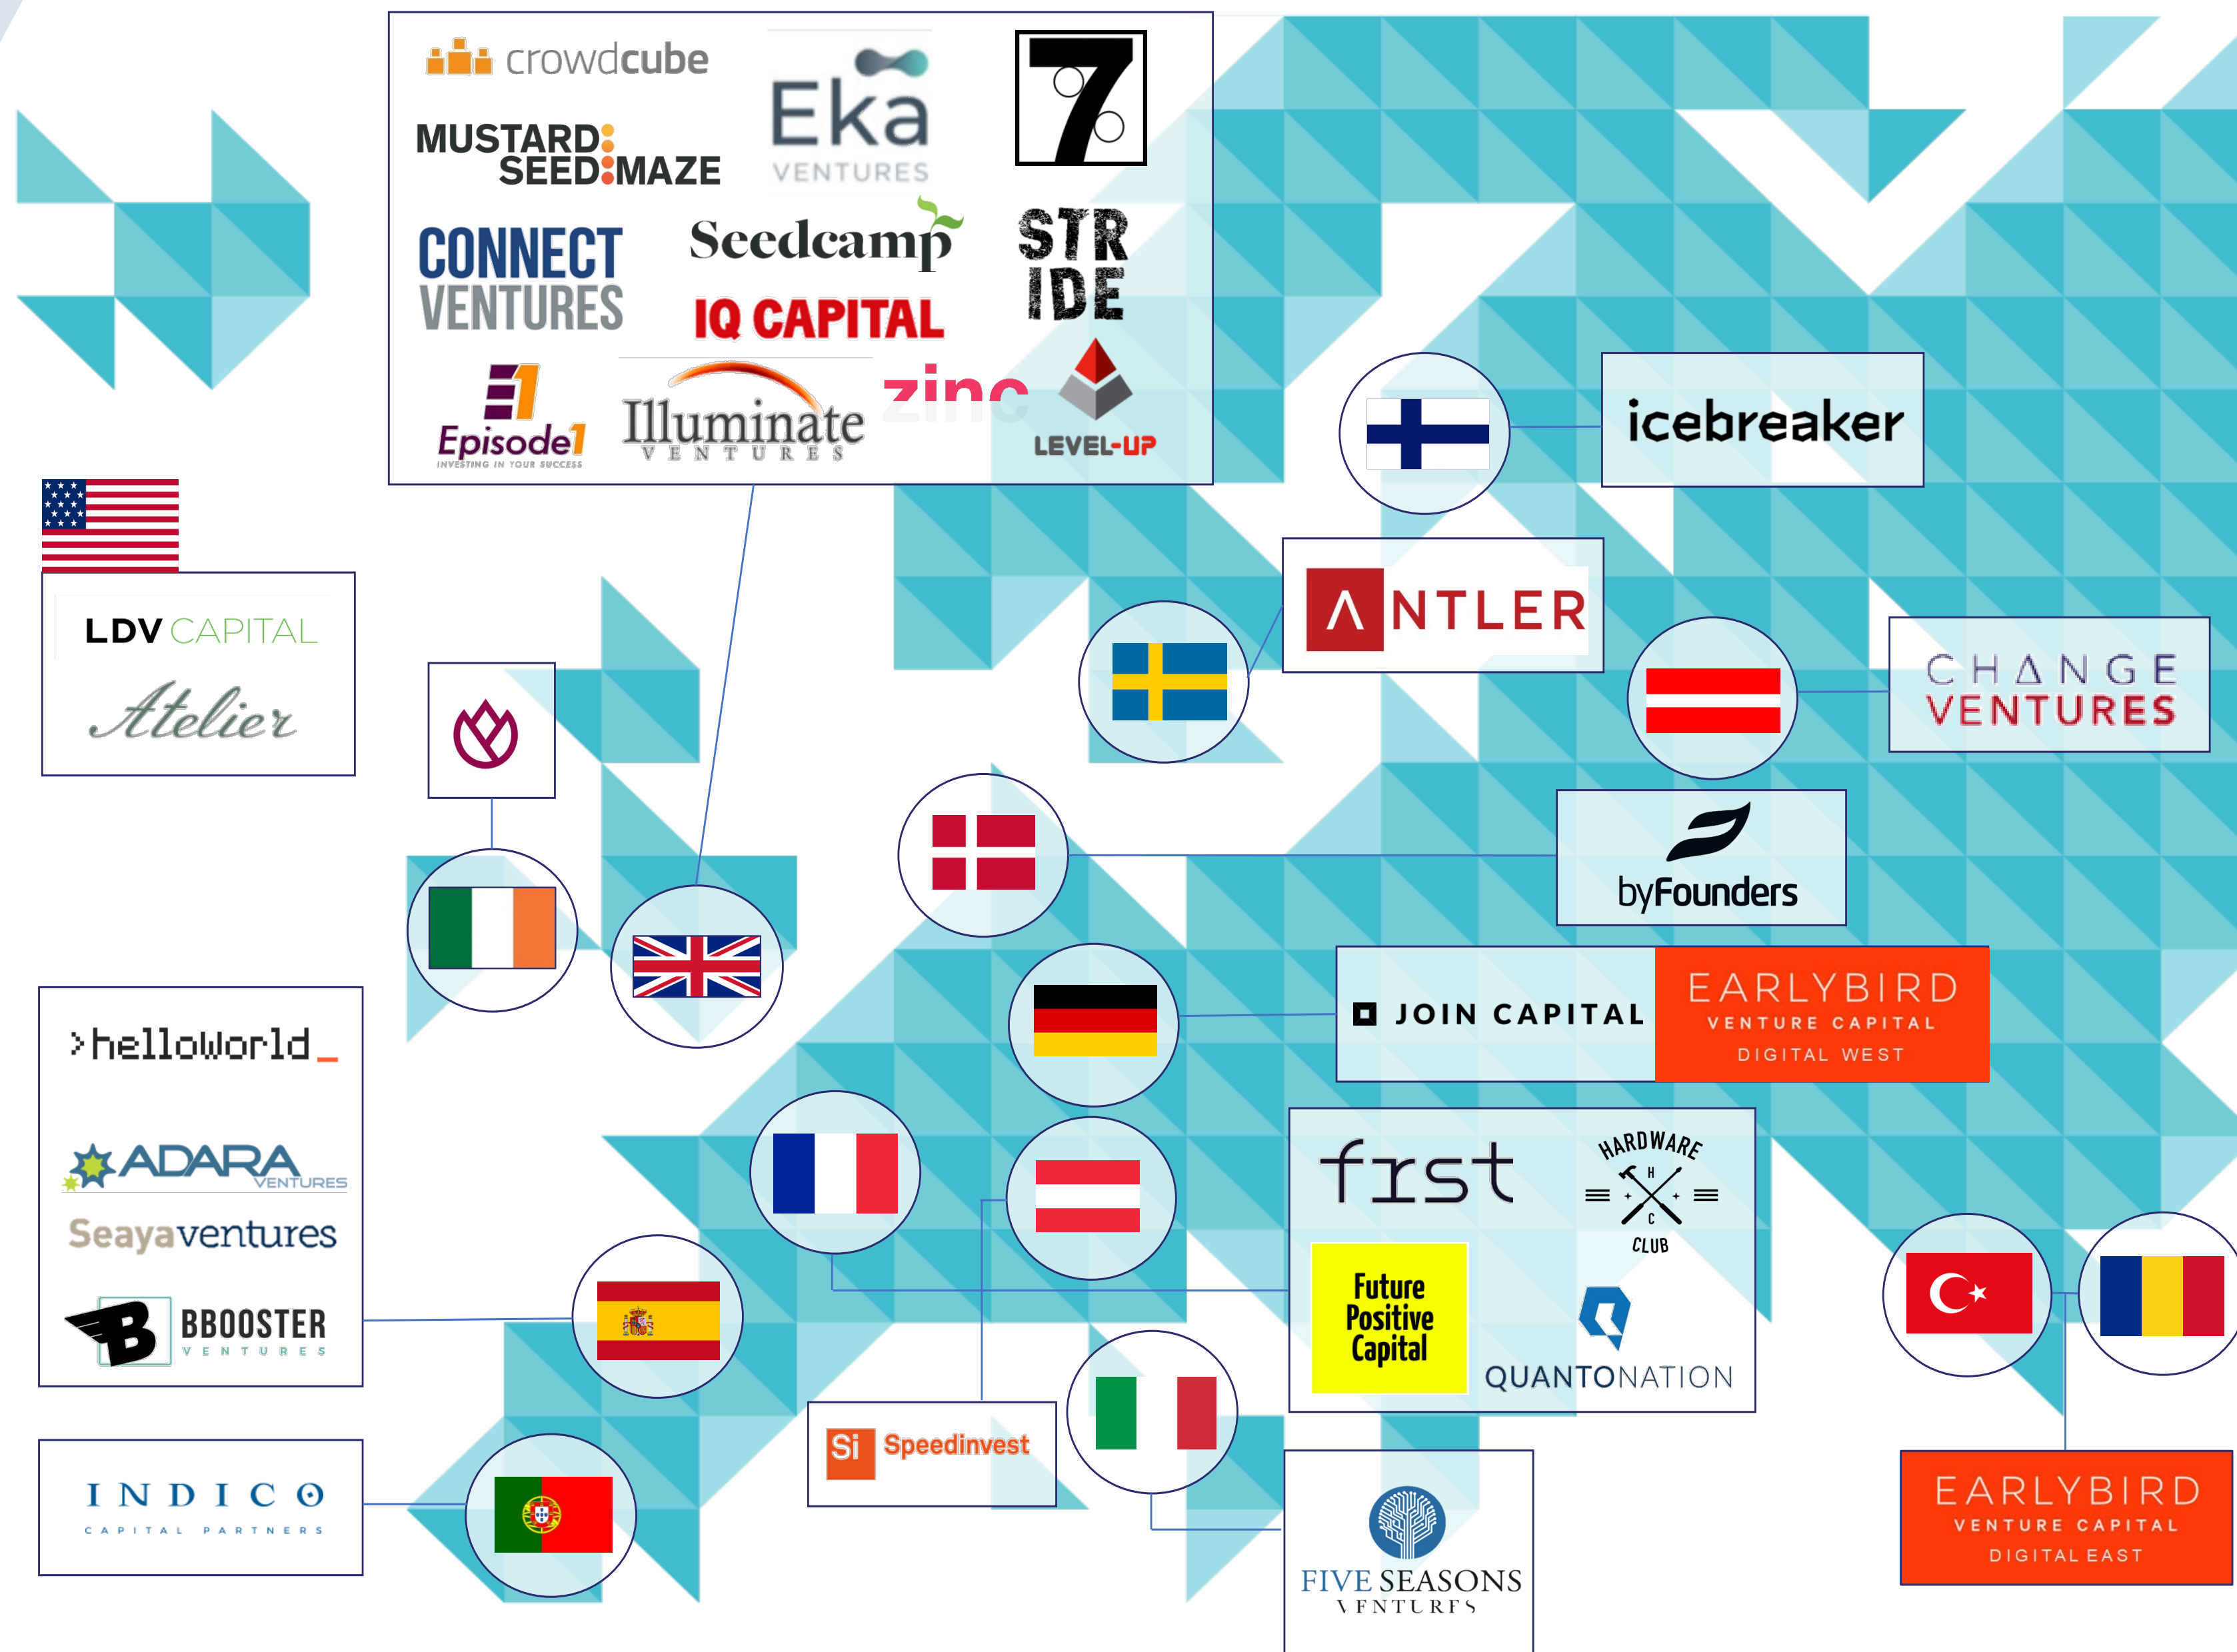 crowdcube
Eka
VENTURES
7
MUSTARD
SEED MAZE
CONNECT
VENTURES
Seedcamp
STR
IDE
IQ CAPITAL
E1
Episode1
INVESTING IN YOUR SUCCESS
Illuminate
VENTURES
zinc
LEVEL-UP
icebreaker
LDV CAPITAL
Atelier
ANTLER
CHANGE
VENTURES
byFounders
JOIN CAPITAL
EARLYBIRD
VENTURE CAPITAL
DIGITAL WEST
>helloworld_
ADARA
VENTURES
Seayaventures
B BBOOSTER
VENTURES
frst
HARDWARE
H
C
CLUB
Future
Positive
Capital
QUANTONATION
Si Speedinvest
INDICO
CAPITAL PARTNERS
FIVE SEASONS
VENTURES
EARLYBIRD
VENTURE CAPITAL
DIGITAL EAST